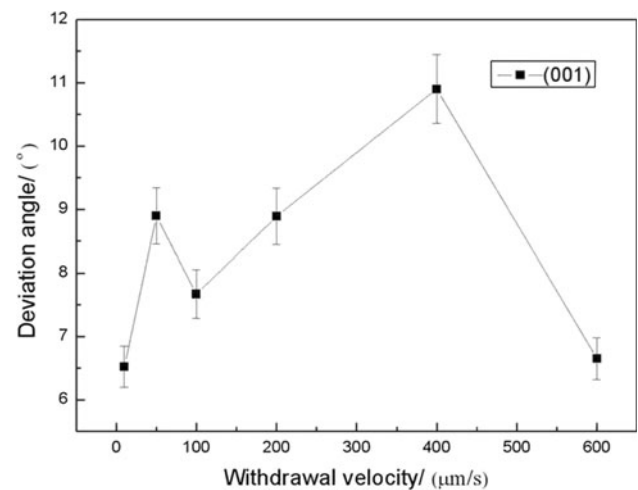 12
11
10
9
8
7
6
Deviation angle/ (°)
(001)
0 100 200 300 400 500 600
Withdrawal velocity/ (μm/s)